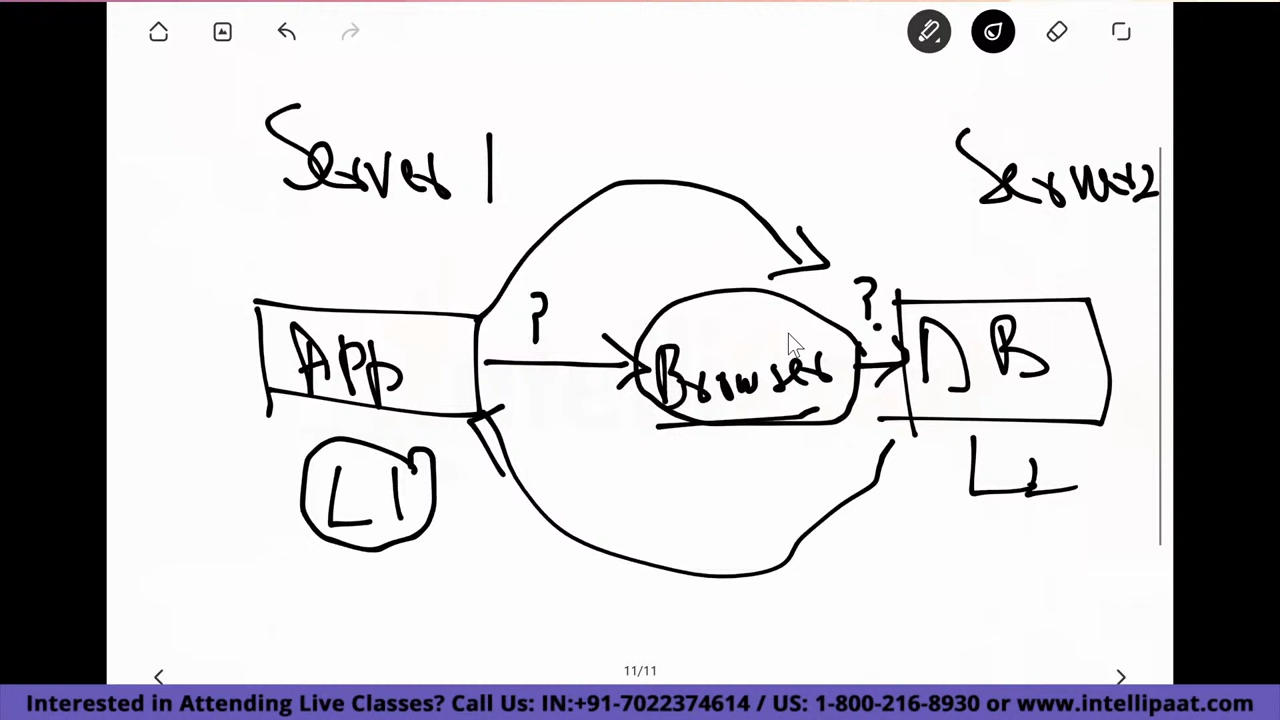 Server 1
Server2
?
?
App
Browser
DB
L1
L2
11/11
Interested in Attending Live Classes? Call Us: IN:+91-7022374614 / US: 1-800-216-8930 or www.intellipaat.com